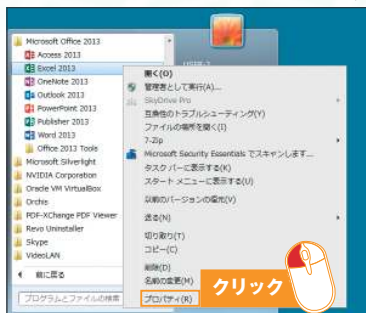 Microsoft Office 2013
Access 2013
Excel 2013
OneNote 2013
Outlook 2013
PowerPoint 2013
Publisher 2013
Word 2013
Office 2013 Tools
Microsoft Silverlight
NVIDIA Corporation
Oracle VM VirtualBox
Orchis
PDF-XChange PDF Viewer
Revo Uninstaller
Skype
VideoLAN
前に戻る
プログラムとファイルの検索
開く(O)
管理者として実行(A)...
SkyDrive Pro
互換性のトラブルシューティング(Y)
ファイルの場所を開く(I)
7-Zip
Microsoft Security Essentials でスキャンします...
タスク バーに表示する(K)
スタート メニューに表示する(U)
以前のバージョンの復元(V)
送る(N)
切り取り(T)
コピー(C)
削除(D)
名前の変更(M)
プロパティ(R)
クリック